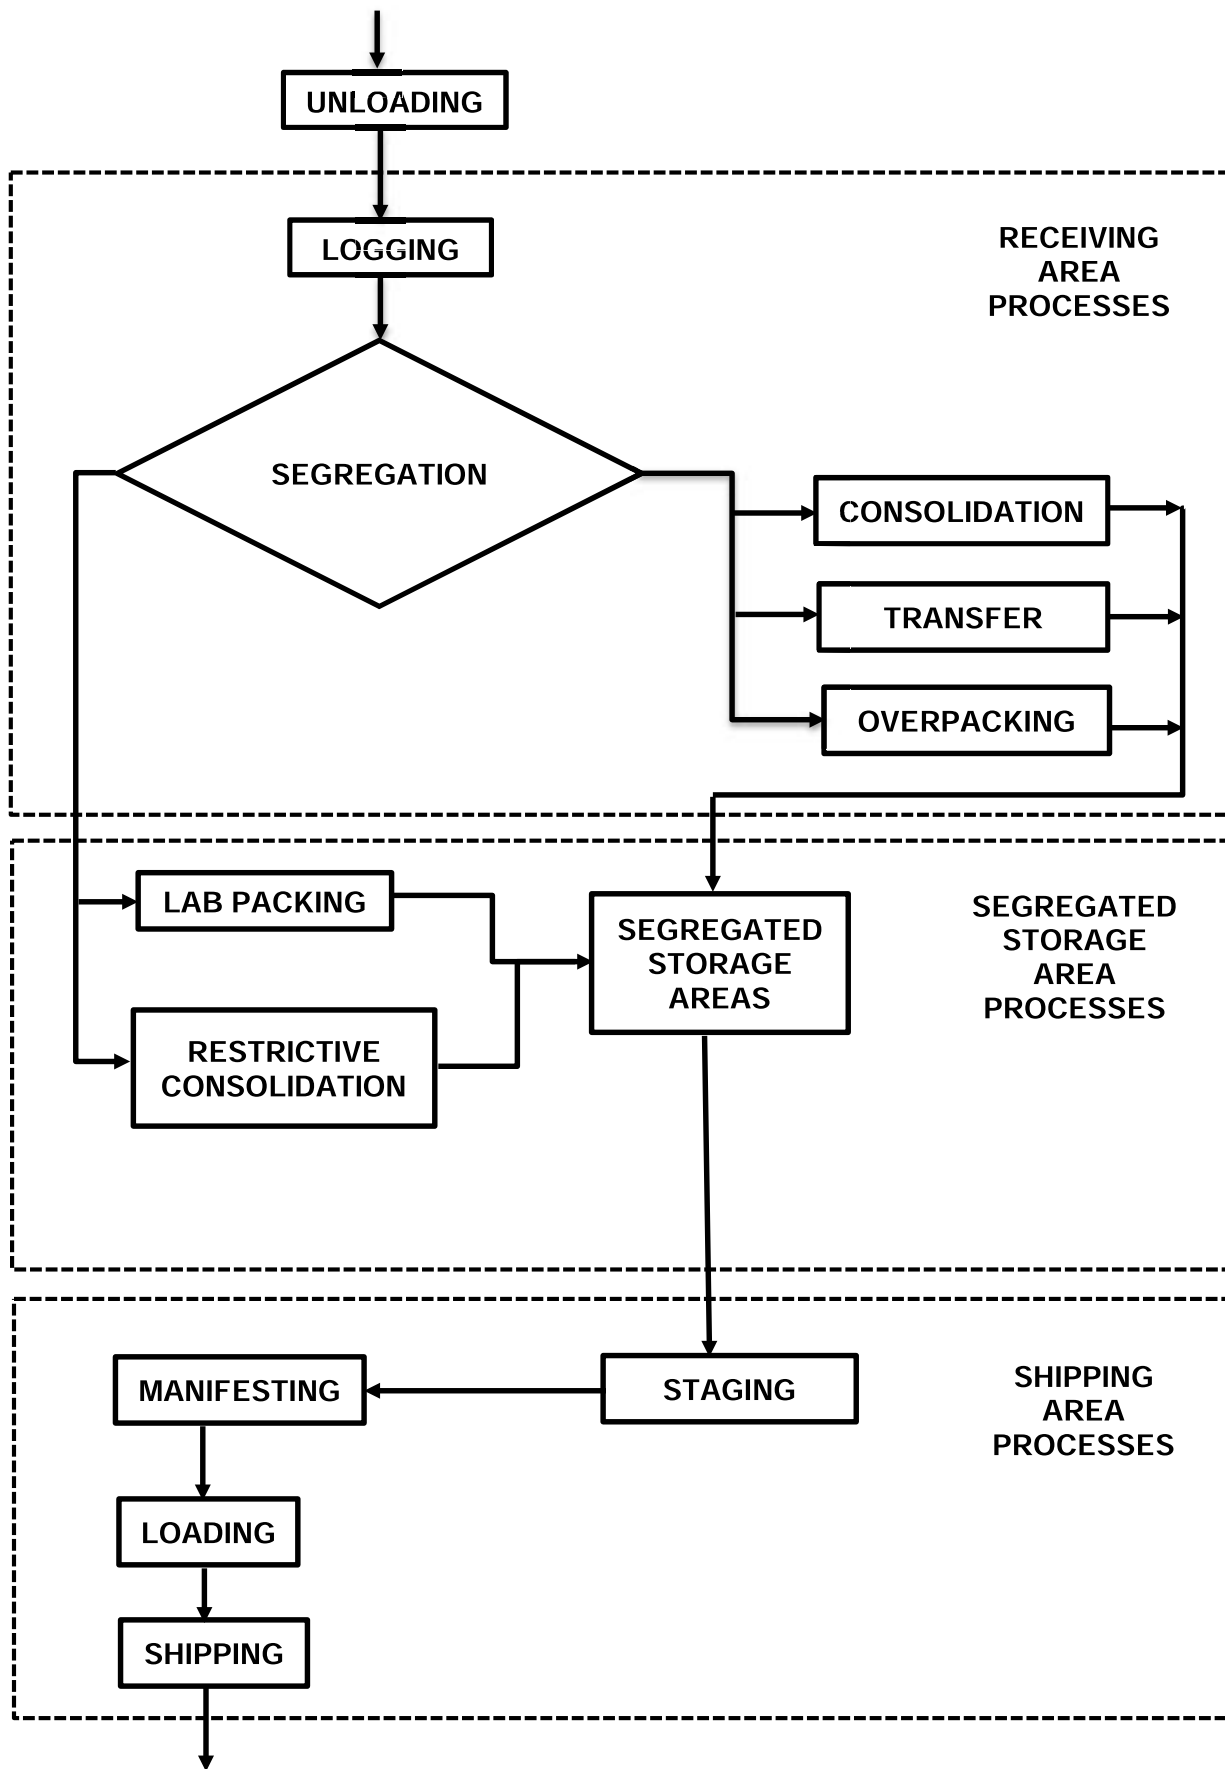 UNLOADING
LOGGING
RECEIVING
AREA
PROCESSES
SEGREGATION
CONSOLIDATION
TRANSFER
OVERPACKING
LAB PACKING
SEGREGATED
STORAGE
AREAS
SEGREGATED
STORAGE
AREA
PROCESSES
RESTRICTIVE
CONSOLIDATION
MANIFESTING
STAGING
SHIPPING
AREA
PROCESSES
LOADING
SHIPPING